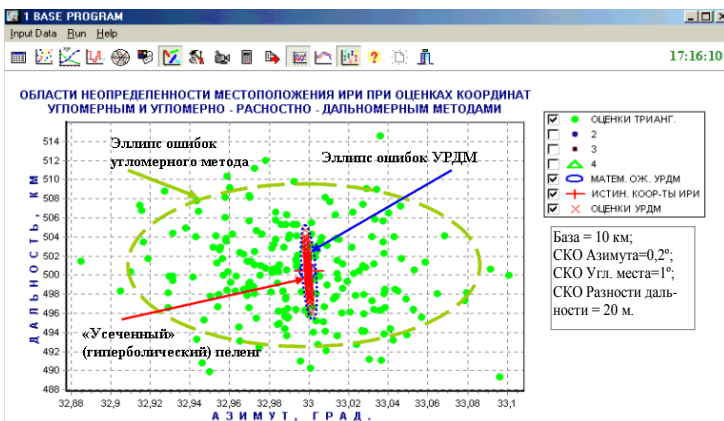 1 BASE PROGRAM
Input Data Run Help
17:16:10
ОБЛАСТИ НЕОПРЕДЕЛЕННОСТИ МЕСТОПОЛОЖЕНИЯ ИРИ ПРИ ОЦЕНКАХ КООРДИНАТ
УГЛОМЕРНЫМ И УГЛОМЕРНО - РАЗНОСТНО - ДАЛЬНОМЕРНЫМ МЕТОДАМИ
ДАЛЬНОСТЬ, КМ
514
512
510
508
506
504
502
500
498
496
494
492
490
488
Эллипс ошибок
угломерного метода
Эллипс ошибок УРДМ
«Усеченный»
(гиперболический) пеленг
32,88 32,9 32,92 32,94 32,96 32,98 33 33,02 33,04 33,06 33,08 33,1
АЗИМУТ, ГРАД.
ОЦЕНКИ ТРИАНГ.
2
3
4
МАТЕМ. ОЖ. УРДМ
ИСТИН. КООР-ТЫ ИРИ
ОЦЕНКИ УРДМ
База = 10 км;
СКО Азимута=0,2º;
СКО Угл. места=1º;
СКО Разности даль-
ности = 20 м.